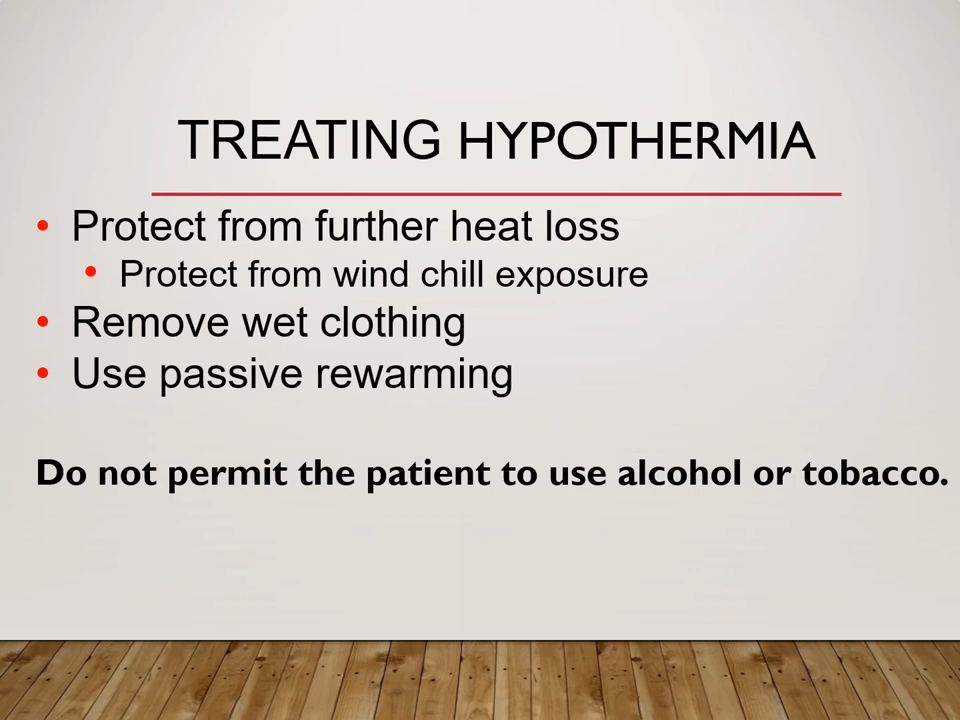 TREATING HYPOTHERMIA
• Protect from further heat loss
• Protect from wind chill exposure
• Remove wet clothing
• Use passive rewarming
Do not permit the patient to use alcohol or tobacco.